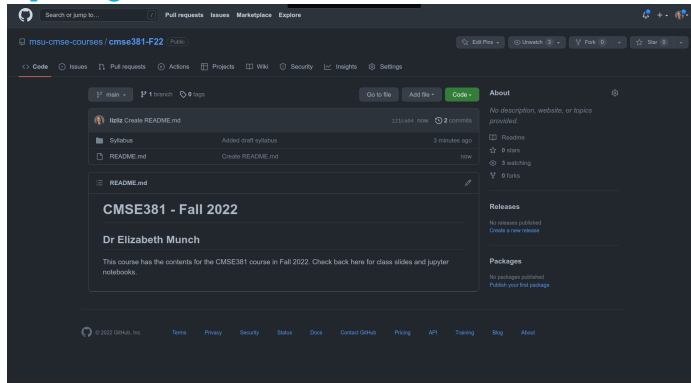 Search or jump to...
/
Pull requests Issues Marketplace Explore
msu-cmse-courses / cmse381-F22 Public
Edit Pins Unwatch 3 Fork 0 Star 0
Code Issues Pull requests Actions Projects Wiki Security Insights Settings
main 1 branch 0 tags Go to file Add file Code
lizliz Create README.md now 2 commits
Syllabus Added draft syllabus 3 minutes ago
README.md Create README.md now
README.md
CMSE381 - Fall 2022
Dr Elizabeth Munch
This course has the contents for the CMSE381 course in Fall 2022. Check back here for class slides and jupyter
notebooks.
About
No description, website, or topics
provided.
Readme
0 stars
3 watching
0 forks
Releases
No releases published
Create a new release
Packages
No packages published
Publish your first package
© 2022 GitHub, Inc. Terms Privacy Security Status Docs Contact GitHub Pricing API Training Blog About